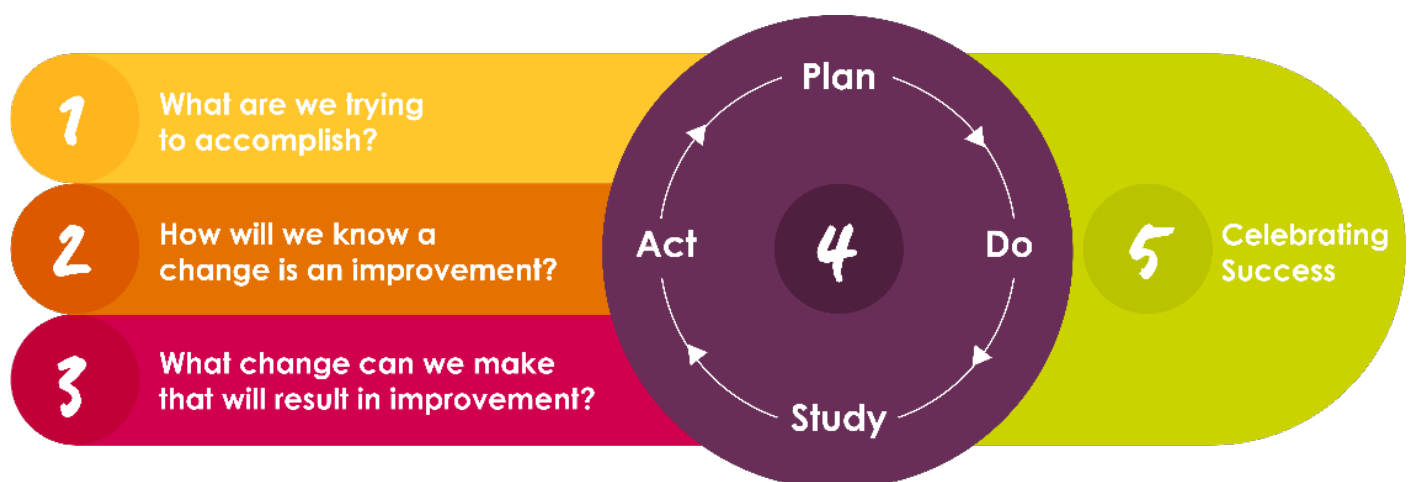 1
What are we trying
to accomplish?
2
How will we know a
change is an improvement?
3
What change can we make
that will result in improvement?
Plan
Act
4
Do
Study
5
Celebrating
Success